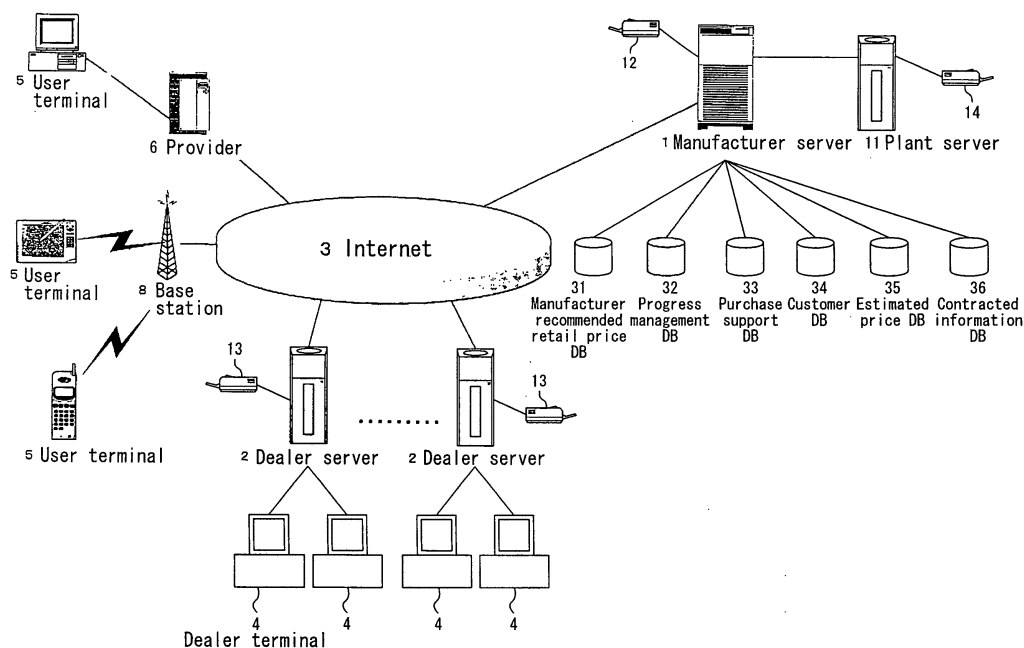 12
14
5 User
terminal
6 Provider
1 Manufacturer server
11 Plant server
3 Internet
5 User
terminal
8 Base
station
31
Manufacturer
recommended
retail price
DB
32
Progress
management
DB
33
Purchase
support
DB
34
Customer
DB
35
Estimated
price DB
36
Contracted
information
DB
13
13
5 User terminal
2 Dealer server
2 Dealer server
4
4
4
4
Dealer terminal